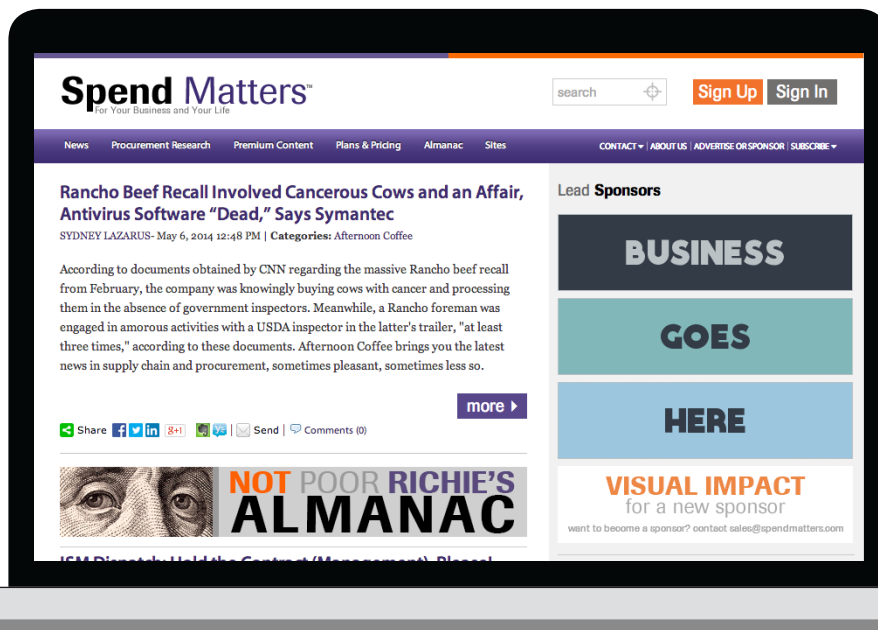 Spend Matters™
For Your Business and Your Life
search
Sign Up Sign In
News Procurement Research Premium Content Plans & Pricing Almanac Sites
CONTACT | ABOUT US | ADVERTISE OR SPONSOR | SUBSCRIBE
Rancho Beef Recall Involved Cancerous Cows and an Affair,
Antivirus Software “Dead,” Says Symantec
SYDNEY LAZARUS- May 6, 2014 12:48 PM | Categories: Afternoon Coffee
According to documents obtained by CNN regarding the massive Rancho beef recall
from February, the company was knowingly buying cows with cancer and processing
them in the absence of government inspectors. Meanwhile, a Rancho foreman was
engaged in amorous activities with a USDA inspector in the latter's trailer, "at least
three times," according to these documents. Afternoon Coffee brings you the latest
news in supply chain and procurement, sometimes pleasant, sometimes less so.
more
Share g+1 | Send | Comments (0)
NOT POOR RICHIE'S
ALMANAC
ISM Dispatch: Hold the Contract (Management), Please!
Lead Sponsors
BUSINESS
GOES
HERE
VISUAL IMPACT
for a new sponsor
want to become a sponsor? contact sales@spendmatters.com